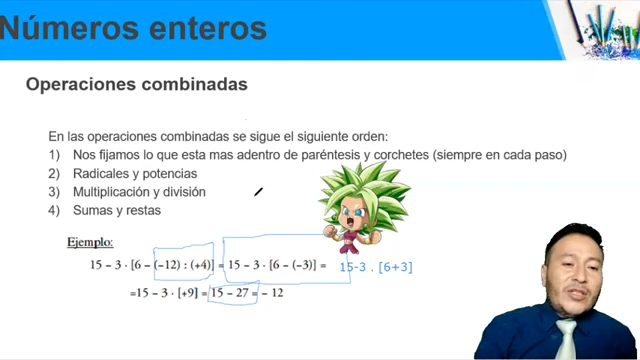 Números enteros
Operaciones combinadas
En las operaciones combinadas se sigue el siguiente orden:
1) Nos fijamos lo que esta mas adentro de paréntesis y corchetes (siempre en cada paso)
2) Radicales y potencias
3) Multiplicación y división
4) Sumas y restas
Ejemplo:
15 − 3 · [6 − (−12) : (+4)] = 15 − 3 · [6 − (−3)] = 15-3 . [6+3]
=15 − 3 · [+9] = 15 − 27 = − 12